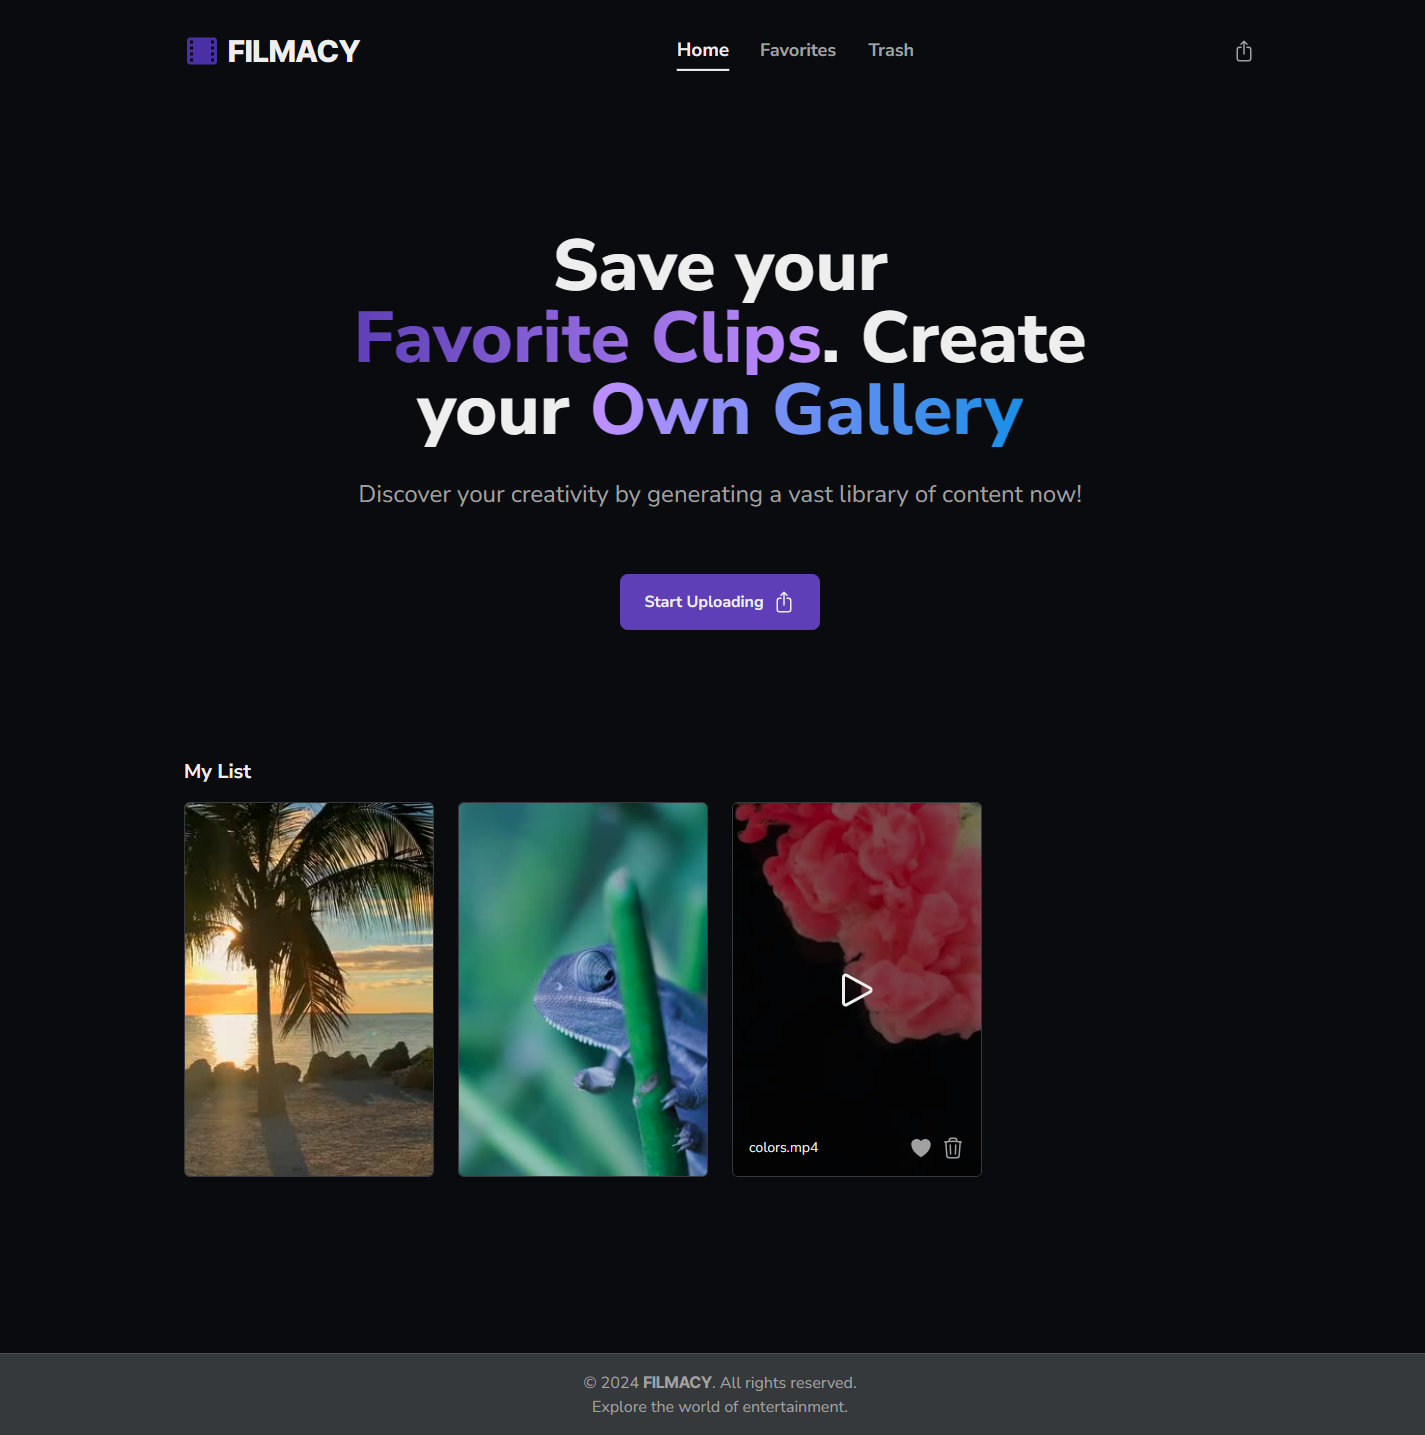 FILMACY
Home
Favorites
Trash
Save your
Favorite Clips. Create
your Own Gallery
Discover your creativity by generating a vast library of content now!
Start Uploading
My List
colors.mp4
© 2024 FILMACY. All rights reserved.
Explore the world of entertainment.